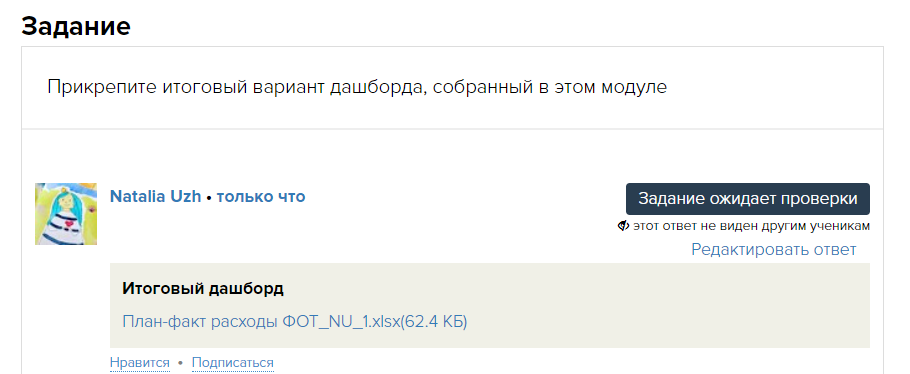 Задание
Прикрепите итоговый вариант дашборда, собранный в этом модуле
Natalia Uzh • только что
Задание ожидает проверки
этот ответ не виден другим ученикам
Редактировать ответ
Итоговый дашборд
План-факт расходы ФОТ_NU_1.xlsx(62.4 КБ)
Нравится • Подписаться